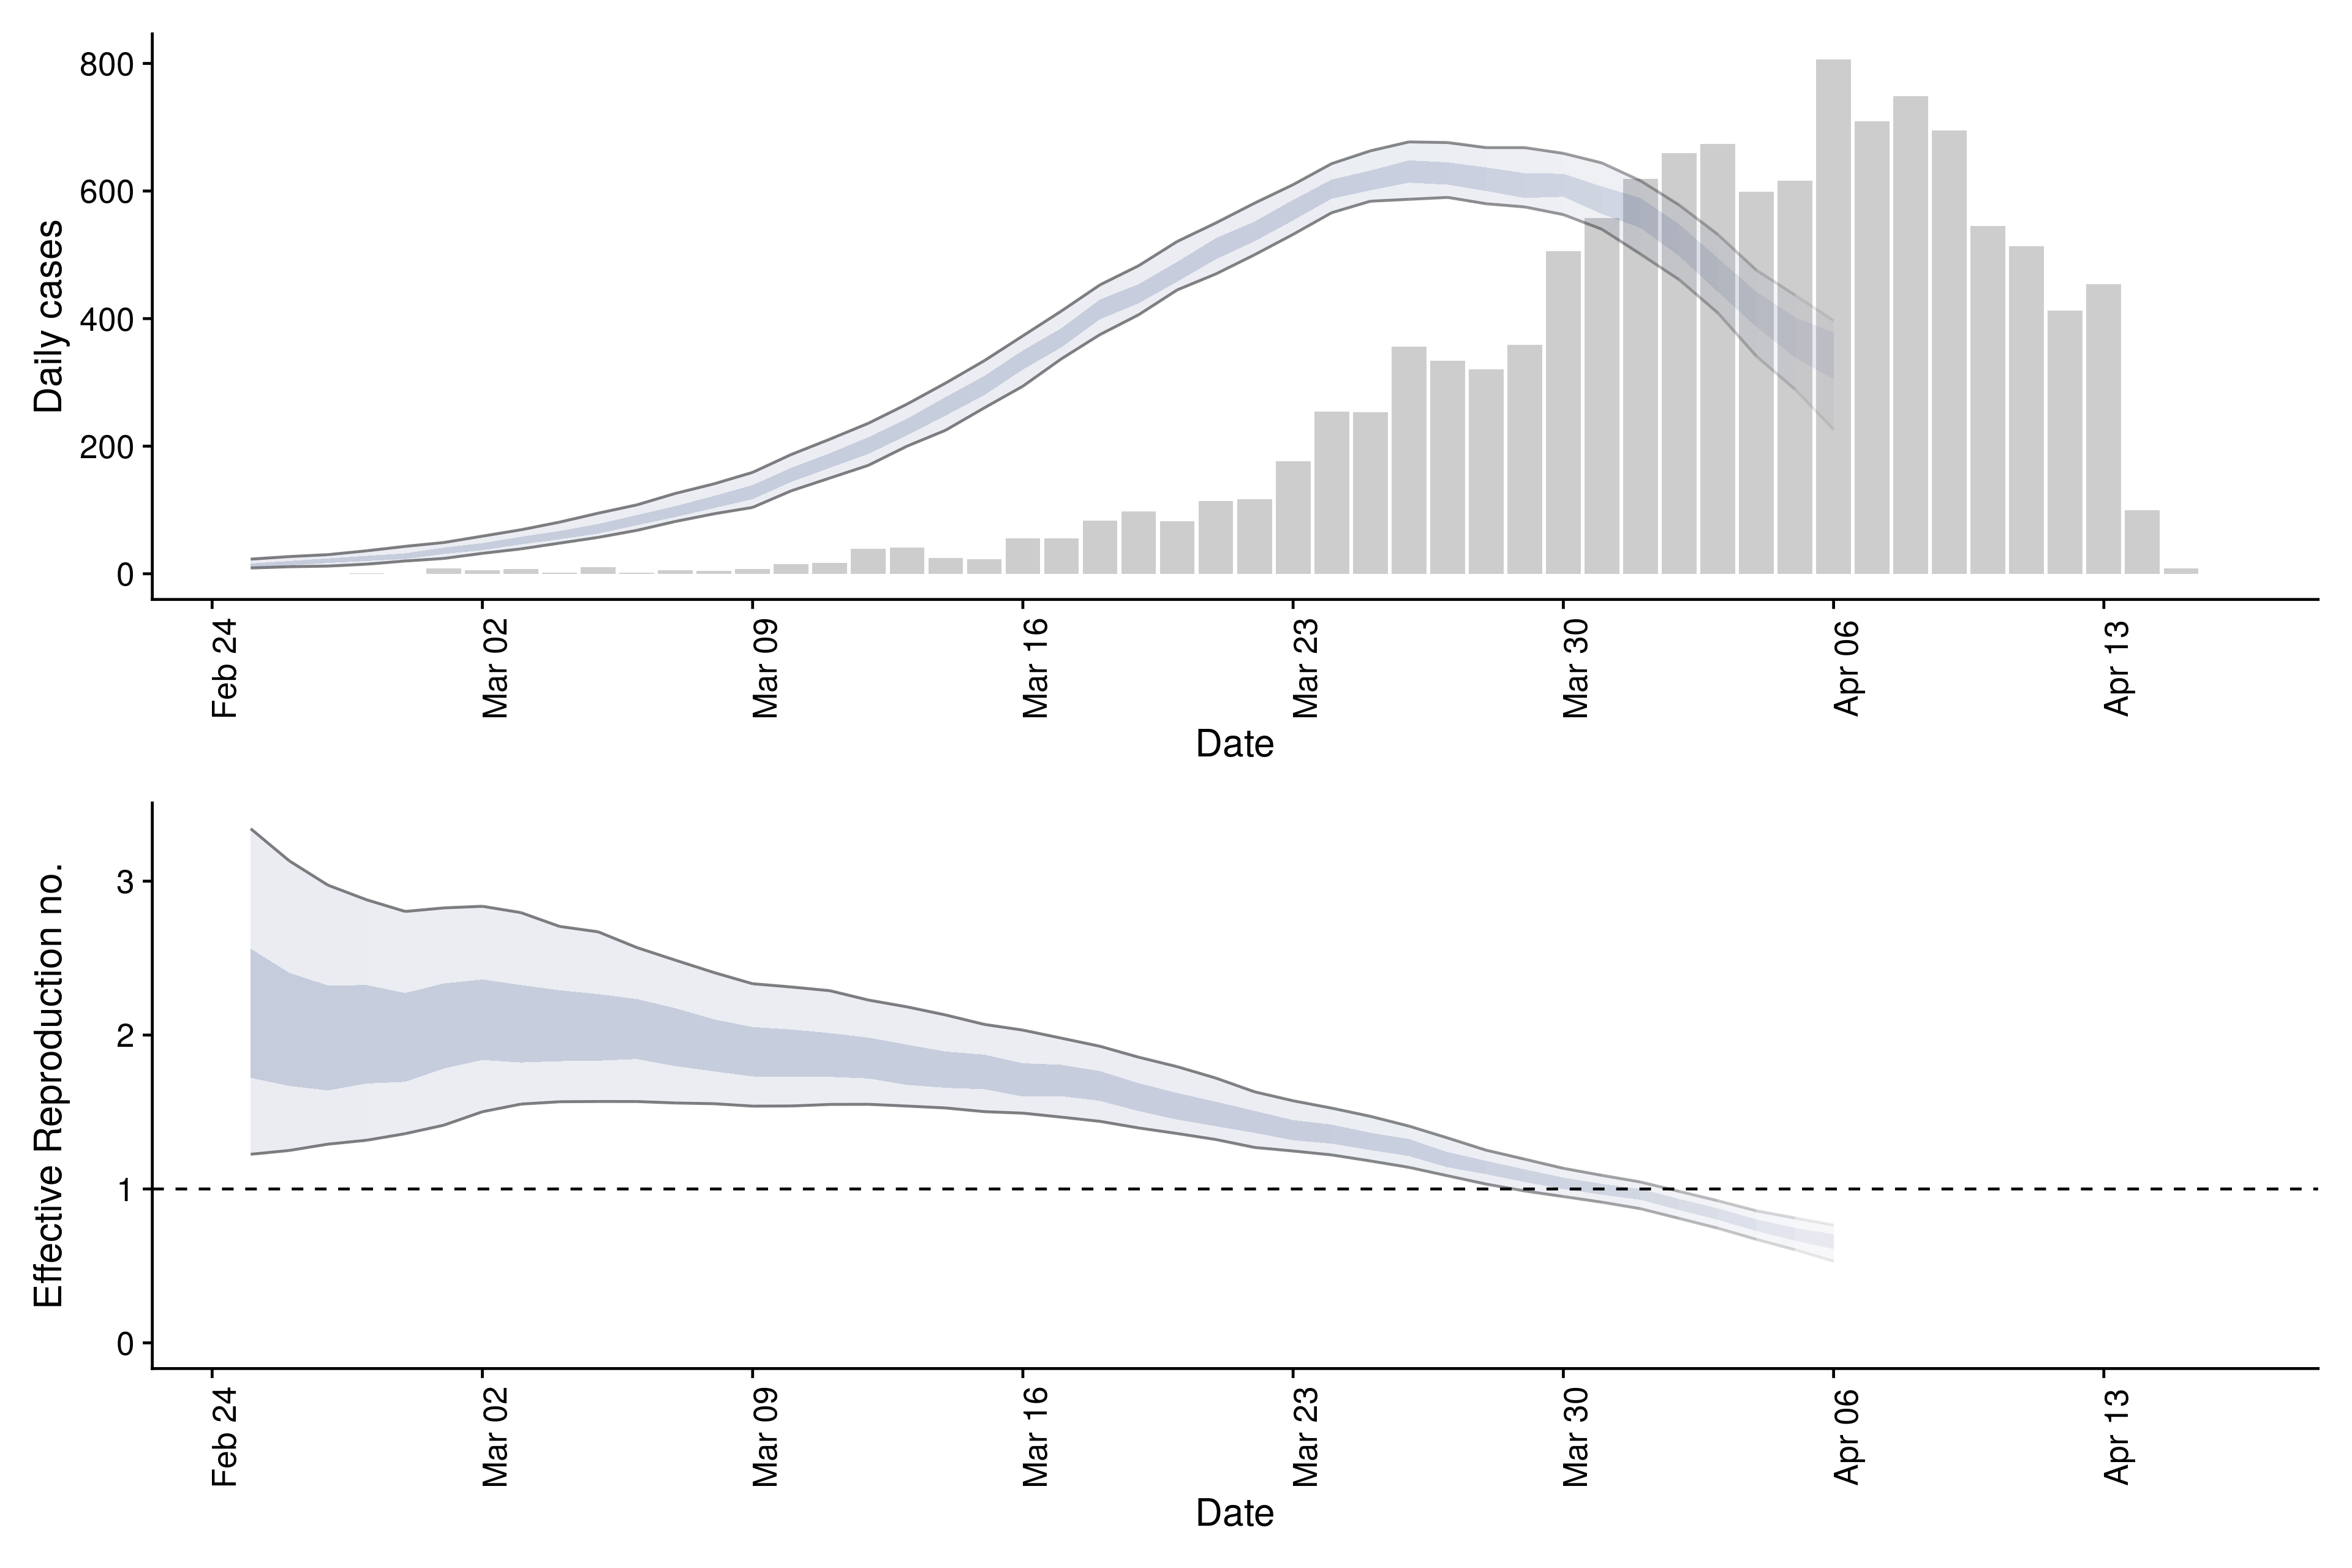 Daily cases
800
600
400
200
0
Feb 24
Mar 02
Mar 09
Mar 16
Mar 23
Mar 30
Apr 06
Apr 13
Date
Effective Reproduction no.
3
2
1
0
Feb 24
Mar 02
Mar 09
Mar 16
Mar 23
Mar 30
Apr 06
Apr 13
Date